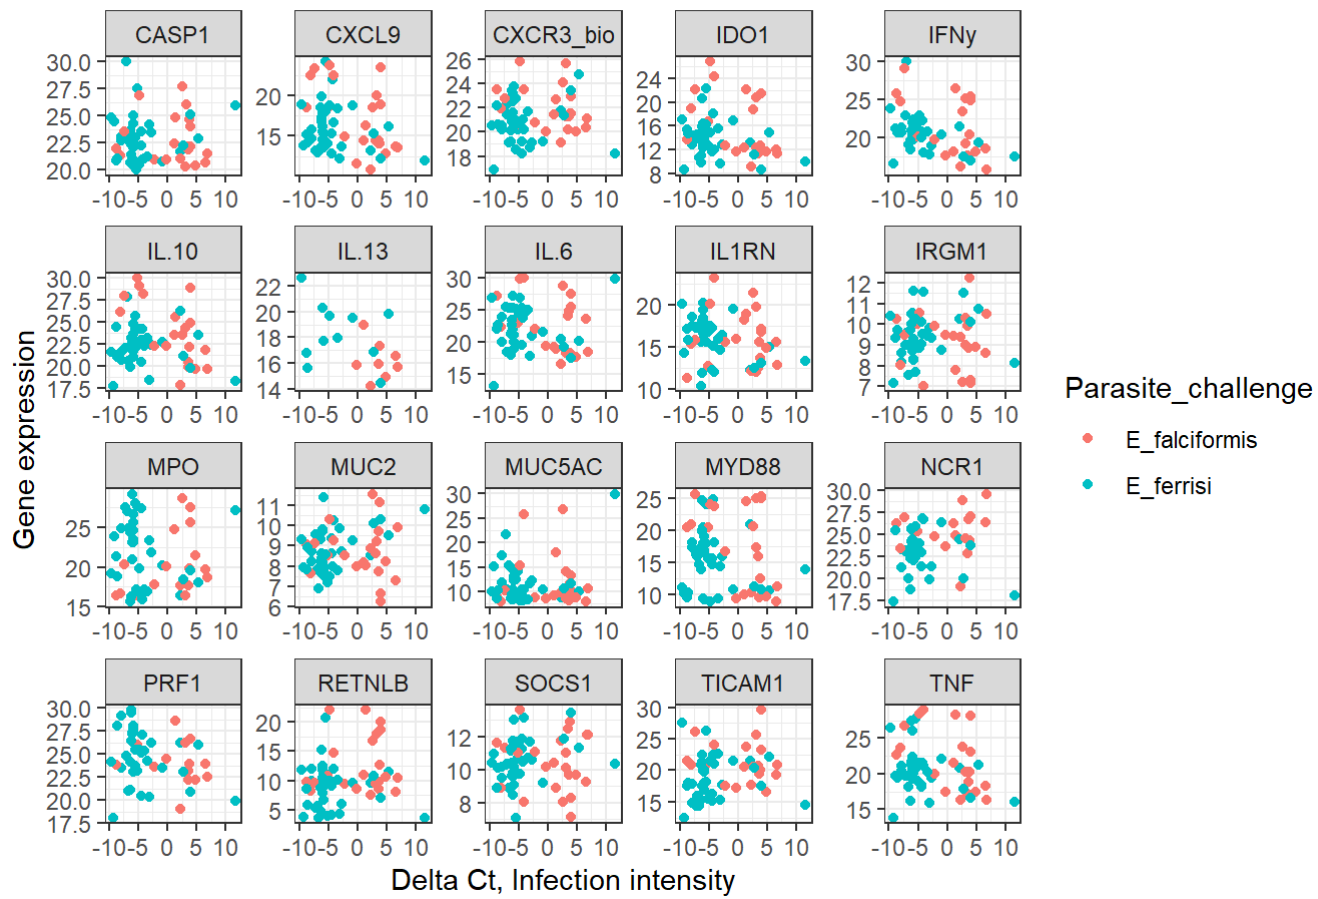 CASP1 CXCL9 CXCR3_bio IDO1 IFNy
30.0 27.5 25.0 22.5 20.0
20 15
26 24 22 20 18
24 20 16 12 8
30 20
-10 -5 0 5 10 -10 -5 0 5 10 -10 -5 0 5 10 -10 -5 0 5 10 -10 -5 0 5 10
IL.10 IL.13 IL.6 IL1RN IRGM1
30.0 27.5 25.0 22.5 20.0 17.5
22 20 18 16 14
30 25 20 15
20 15 10
12 11 10 9 8 7
-10 -5 0 5 10 -10 -5 0 5 10 -10 -5 0 5 10 -10 -5 0 5 10 -10 -5 0 5 10
MPO MUC2 MUC5AC MYD88 NCR1
25 20 15
11 10 9 8 7 6
30 25 20 15 10
25 20 15 10
30.0 27.5 25.0 22.5 20.0 17.5
-10 -5 0 5 10 -10 -5 0 5 10 -10 -5 0 5 10 -10 -5 0 5 10 -10 -5 0 5 10
PRF1 RETNLB SOCS1 TICAM1 TNF
30.0 27.5 25.0 22.5 20.0 17.5
20 15 10 5
12 10 8
30 25 20 15
25 20 15
-10 -5 0 5 10 -10 -5 0 5 10 -10 -5 0 5 10 -10 -5 0 5 10 -10 -5 0 5 10
Gene expression
Delta Ct, Infection intensity
Parasite_challenge
E_falciformis
E_ferrisi